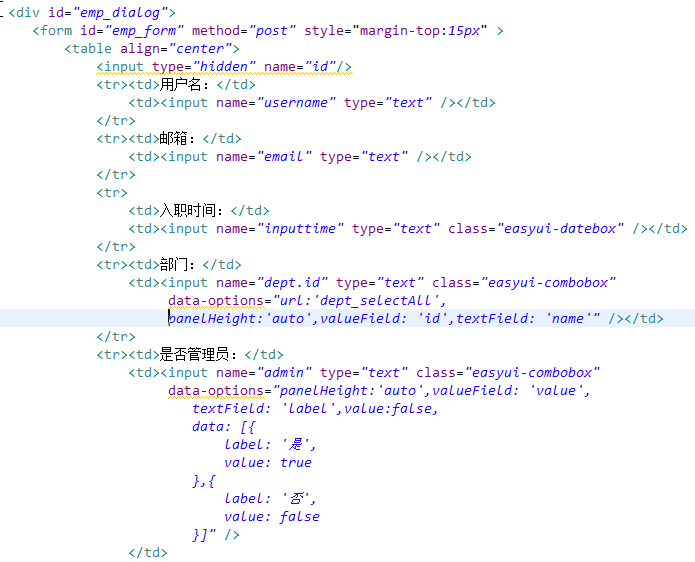 <div id="emp_dialog">
<form id="emp_form" method="post" style="margin-top:15px" >
<table align="center">
<input type="hidden" name="id"/>
<tr><td>用户名：</td>
<td><input name="username" type="text" /></td>
</tr>
<tr><td>邮箱：</td>
<td><input name="email" type="text" /></td>
</tr>
<tr>
<td>入职时间：</td>
<td><input name="inputtime" type="text" class="easyui-datebox" /></td>
</tr>
<tr><td>部门：</td>
<td><input name="dept.id" type="text" class="easyui-combobox"
data-options="url:'dept_selectAll',
panelHeight:'auto',valueField: 'id',textField: 'name'" /></td>
</tr>
<tr><td>是否管理员：</td>
<td><input name="admin" type="text" class="easyui-combobox"
data-options="panelHeight:'auto',valueField: 'value',
textField: 'label',value:false,
data: [{
label: '是',
value: true
},{
label: '否',
value: false
}]" />
</td>